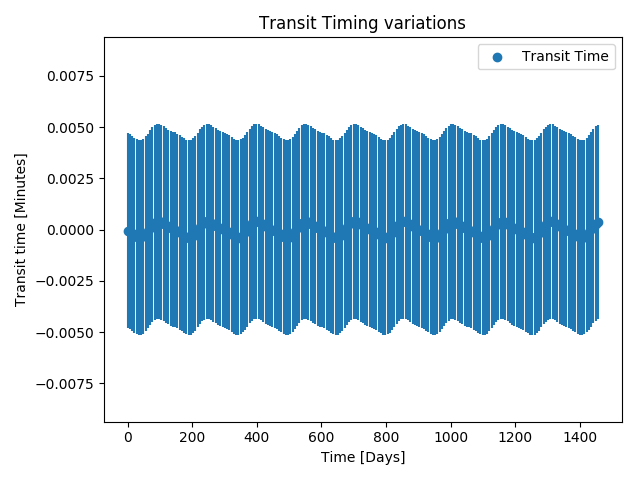 Transit Timing variations
Transit Time
Transit time [Minutes]
0.0075
0.0050
0.0025
0.0000
−0.0025
−0.0050
−0.0075
0 200 400 600 800 1000 1200 1400
Time [Days]